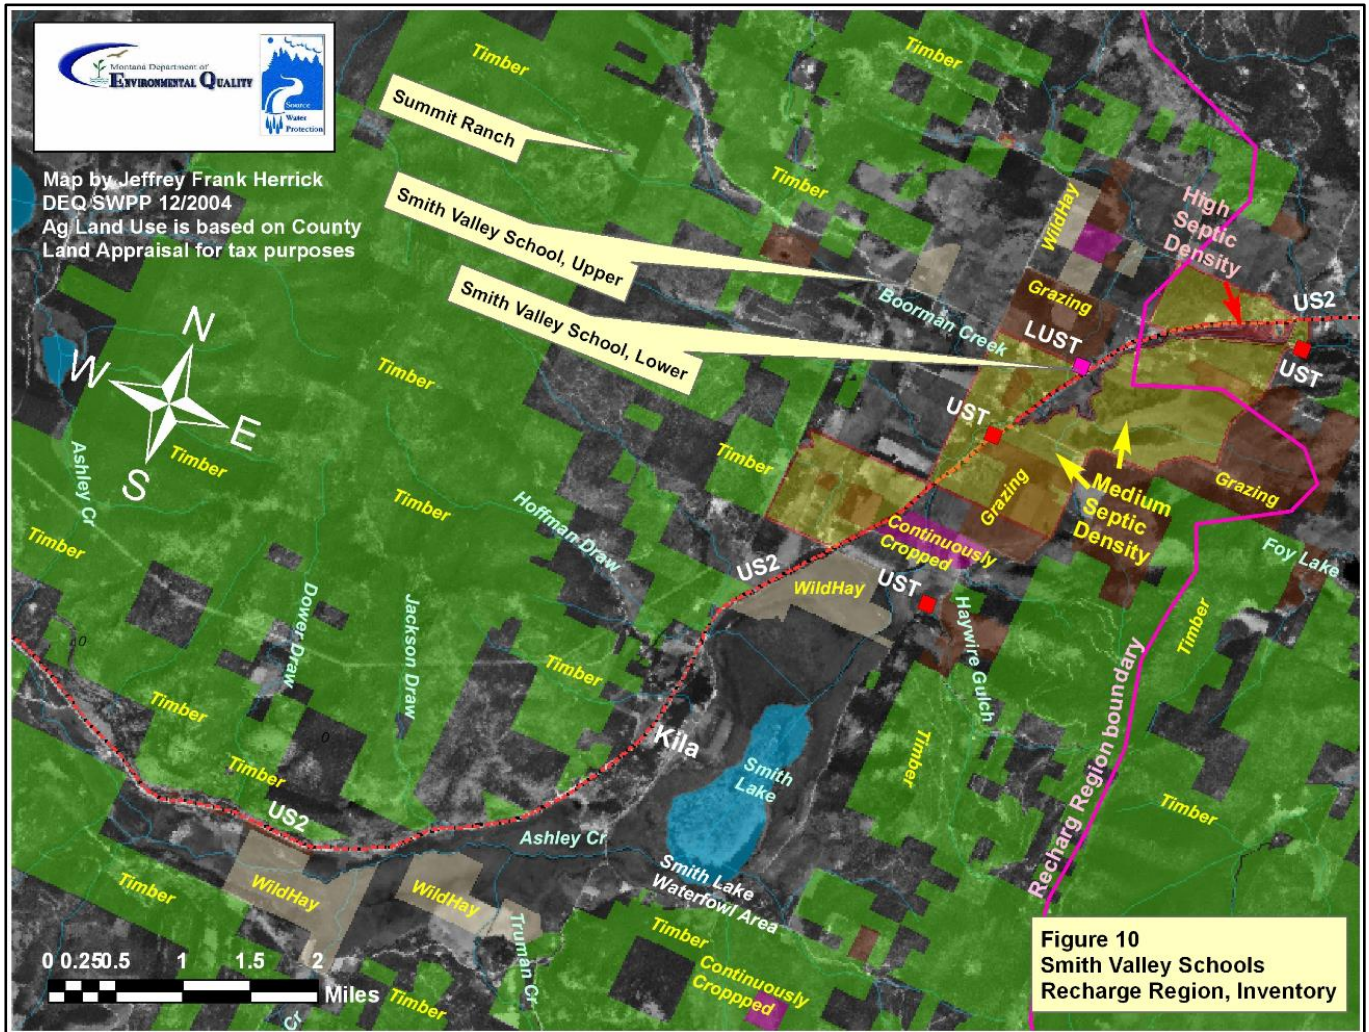 Montana Department of
ENVIRONMENTAL QUALITY
Source
Water
Protection
Map by Jeffrey Frank Herrick
DEQ SWPP 12/2004
Ag Land Use is based on County
Land Appraisal for tax purposes
Timber
Timber
Summit Ranch
Timber
Smith Valley School, Upper
Smith Valley School, Lower
WildHay
High
Septic
Density
Grazing
Boorman Creek
US2
LUST
UST
UST
N
W
E
S
Timber
Timber
Timber
Timber
Ashley Cr
Timber
Hoffman Draw
Grazing
Medium
Septic
Density
Grazing
Continuously
Cropped
Foy Lake
US2
WildHay
UST
Haywire Gulch
Dower Draw
Jackson Draw
0
Timber
Timber
Timber
0
Timber
Timber
Kila
Smith
Lake
Recharg Region boundary
Timber
US2
Ashley Cr
Smith Lake
Waterfowl Area
Timber
WildHay
WildHay
Truman Cr
Timber
Continuously
Croppped
Timber
Cr
0 0.250.5 1 1.5 2
Miles
Figure 10
Smith Valley Schools
Recharge Region, Inventory